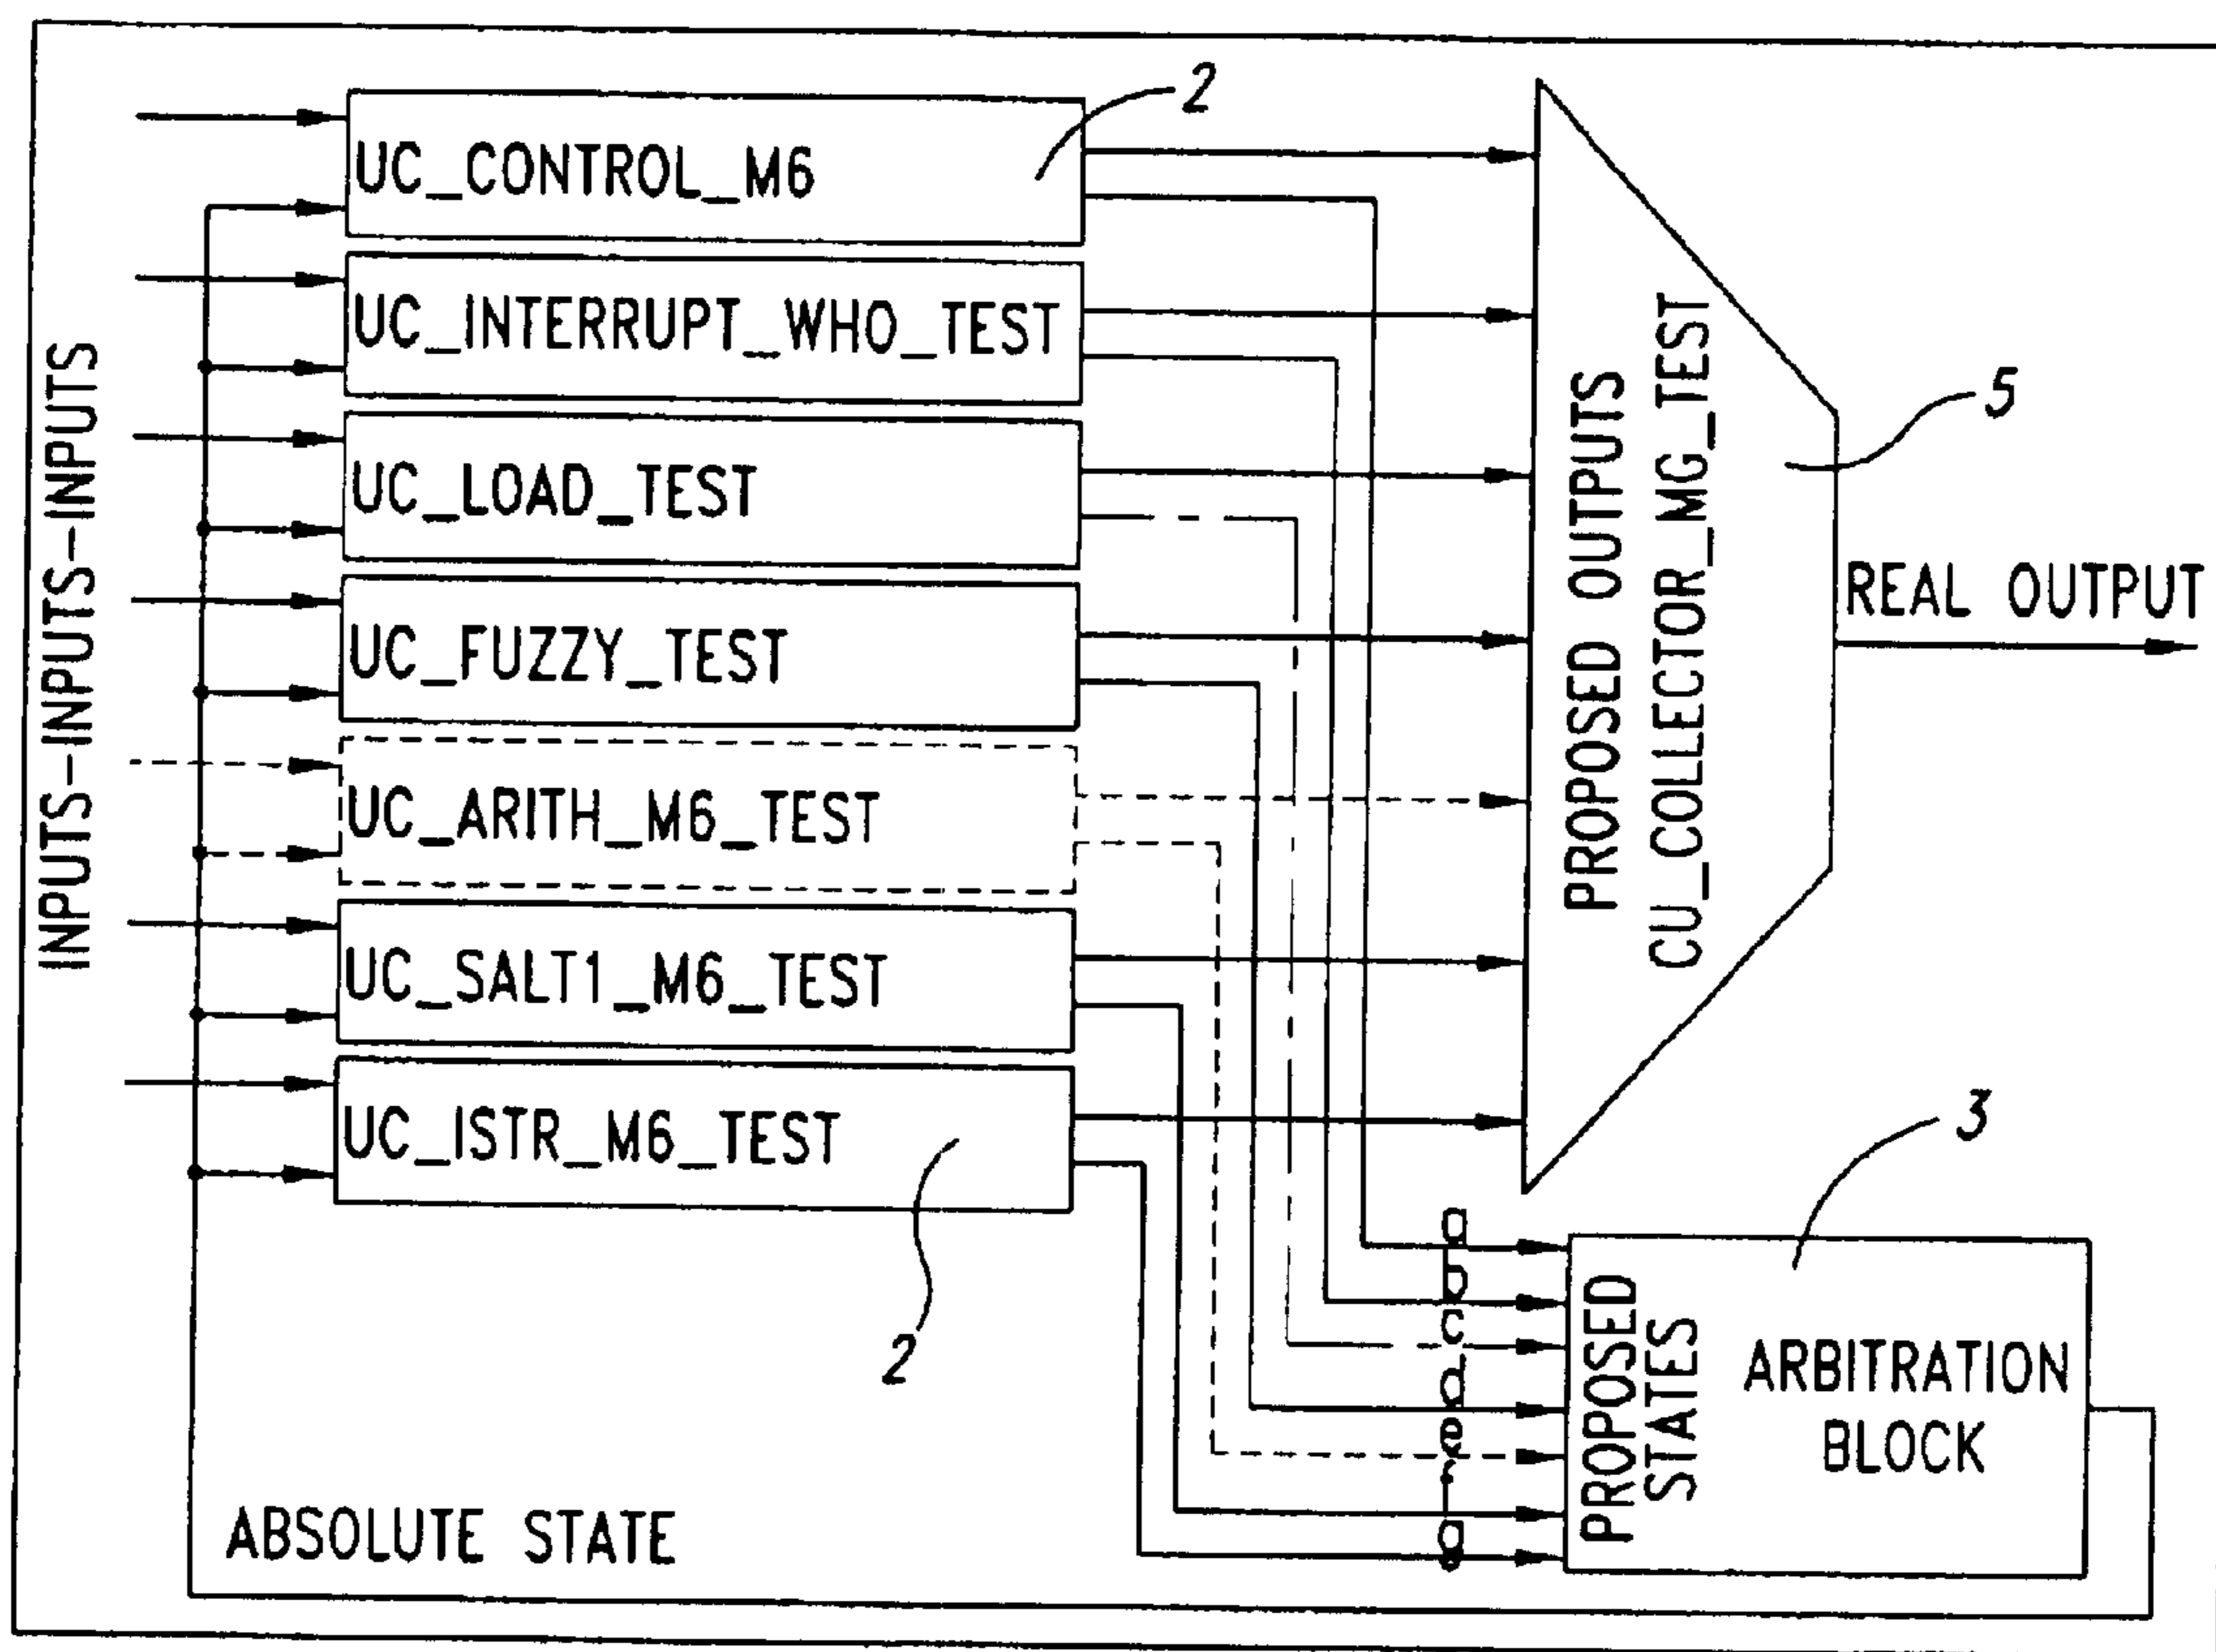 2
UC_CONTROL_M6
UC_INTERRUPT_WHO_TEST
UC_LOAD_TEST
UC_FUZZY_TEST
UC_ARITH_M6_TEST
UC_SALT1_M6_TEST
UC_ISTR_M6_TEST
2
INPUTS-INPUTS-INPUTS
ABSOLUTE STATE
PROPOSED OUTPUTS
CU_COLLECTOR_MG_TEST
5
REAL OUTPUT
3
a
b
c
d
e
f
g
PROPOSED
STATES
ARBITRATION
BLOCK